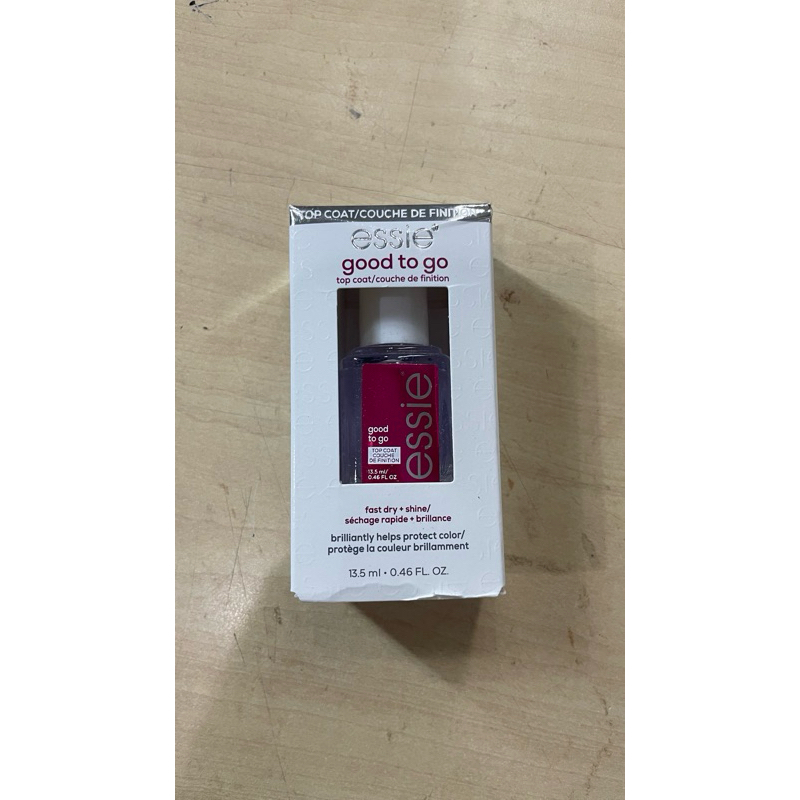 TOP COAT/COUCHE DE FINITION
essie
good to go
top coat/couche de finition
essie
good
to go
TOP COAT
COUCHE
DE FINITION
13.5 ml/
0.46 FL OZ
fast dry + shine/
séchage rapide + brillance
brilliantly helps protect color/
protège la couleur brillamment
13.5 ml • 0.46 FL. OZ.